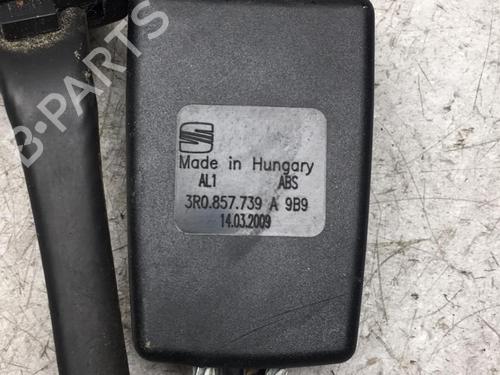 B-PARTS
Made in Hungary
AL1 ABS
3R0.857.739 A 9B9
14.03.2009